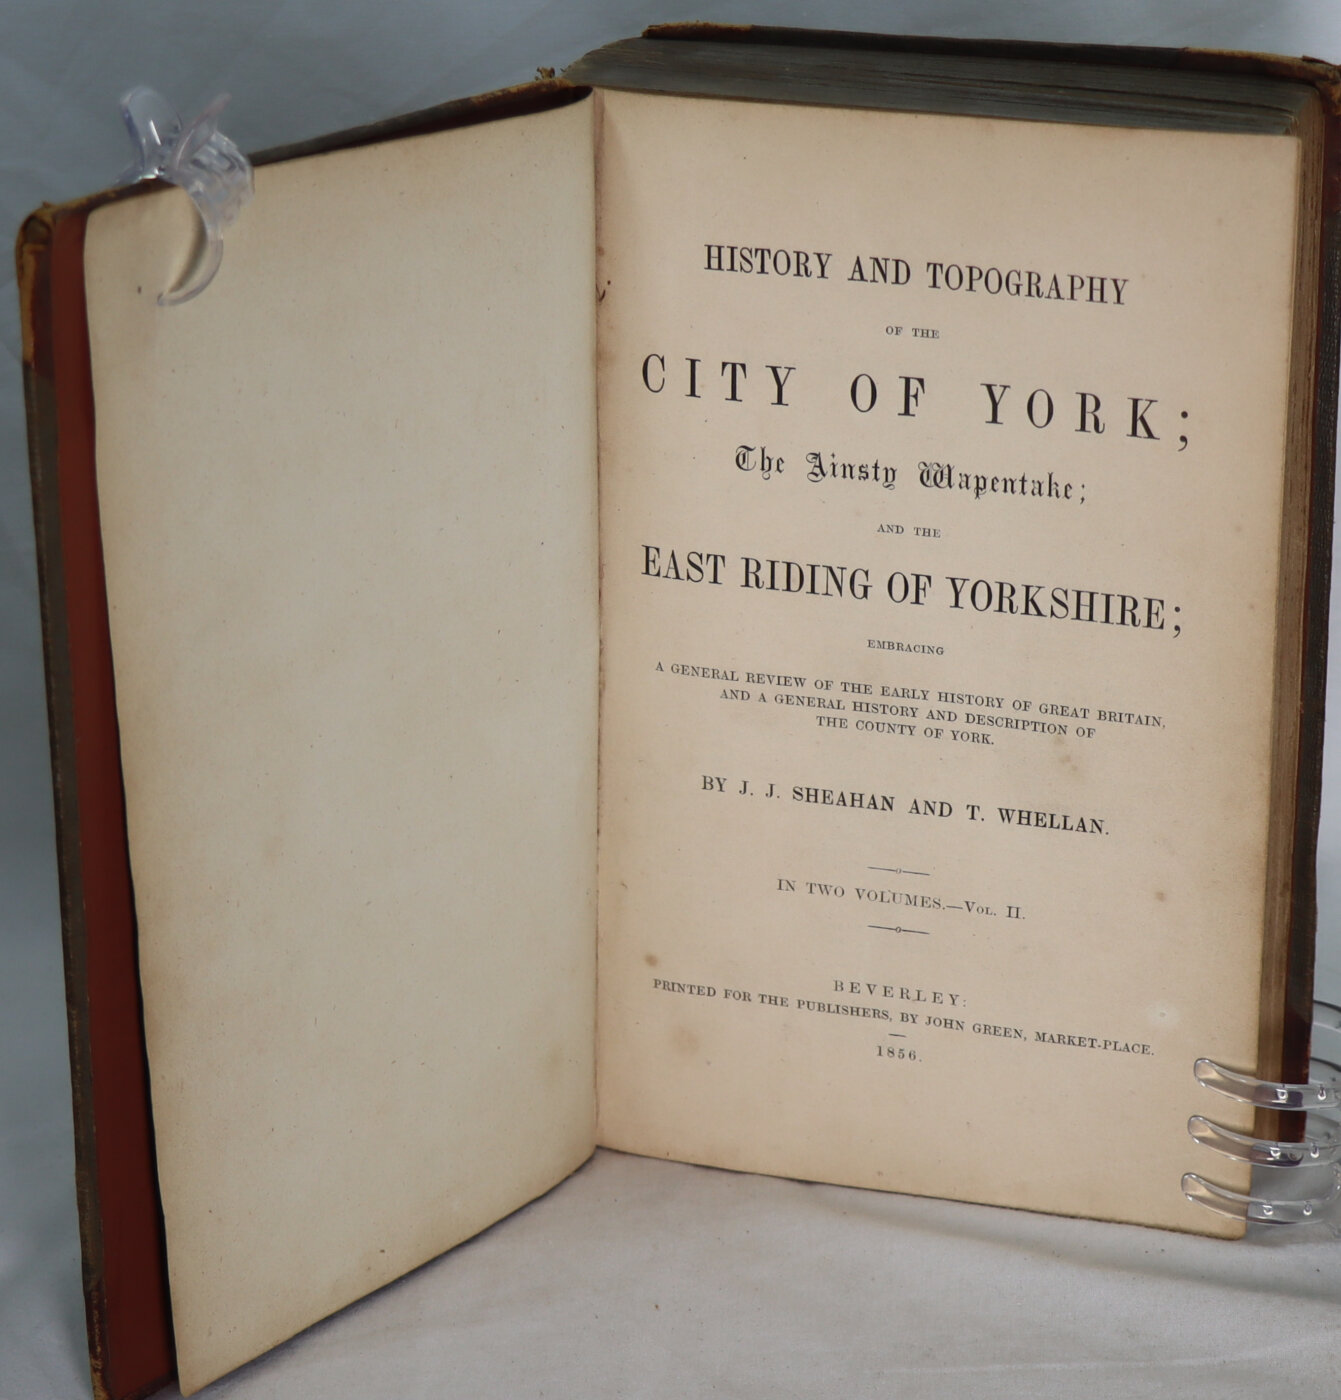 HISTORY AND TOPOGRAPHY
OF THE
CITY OF YORK;
The Ainsty Wapentake;
AND THE
EAST RIDING OF YORKSHIRE;
EMBRACING
A GENERAL REVIEW OF THE EARLY HISTORY OF GREAT BRITAIN,
AND A GENERAL HISTORY AND DESCRIPTION OF
THE COUNTY OF YORK.
BY J. J. SHEAHAN AND T. WHELLAN.
IN TWO VOLUMES.—VOL. II.
BEVERLEY:
PRINTED FOR THE PUBLISHERS, BY JOHN GREEN, MARKET-PLACE.
1856.